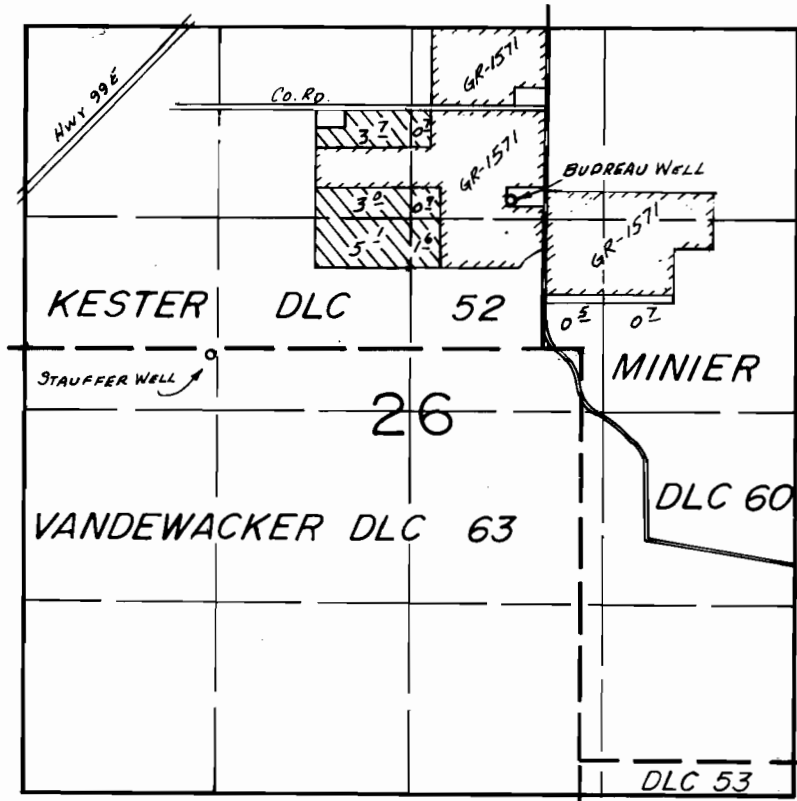 HWY 99E
CO. RD.
GR-1571
3 7
0 7
GR-1571
BUDREAU WELL
3 0
0 9
5 1
1 6
GR-1571
KESTER DLC 52
0 5 0 7
STAUFFER WELL
MINIER
26
DLC 60
VANDEWACKER DLC 63
DLC 53